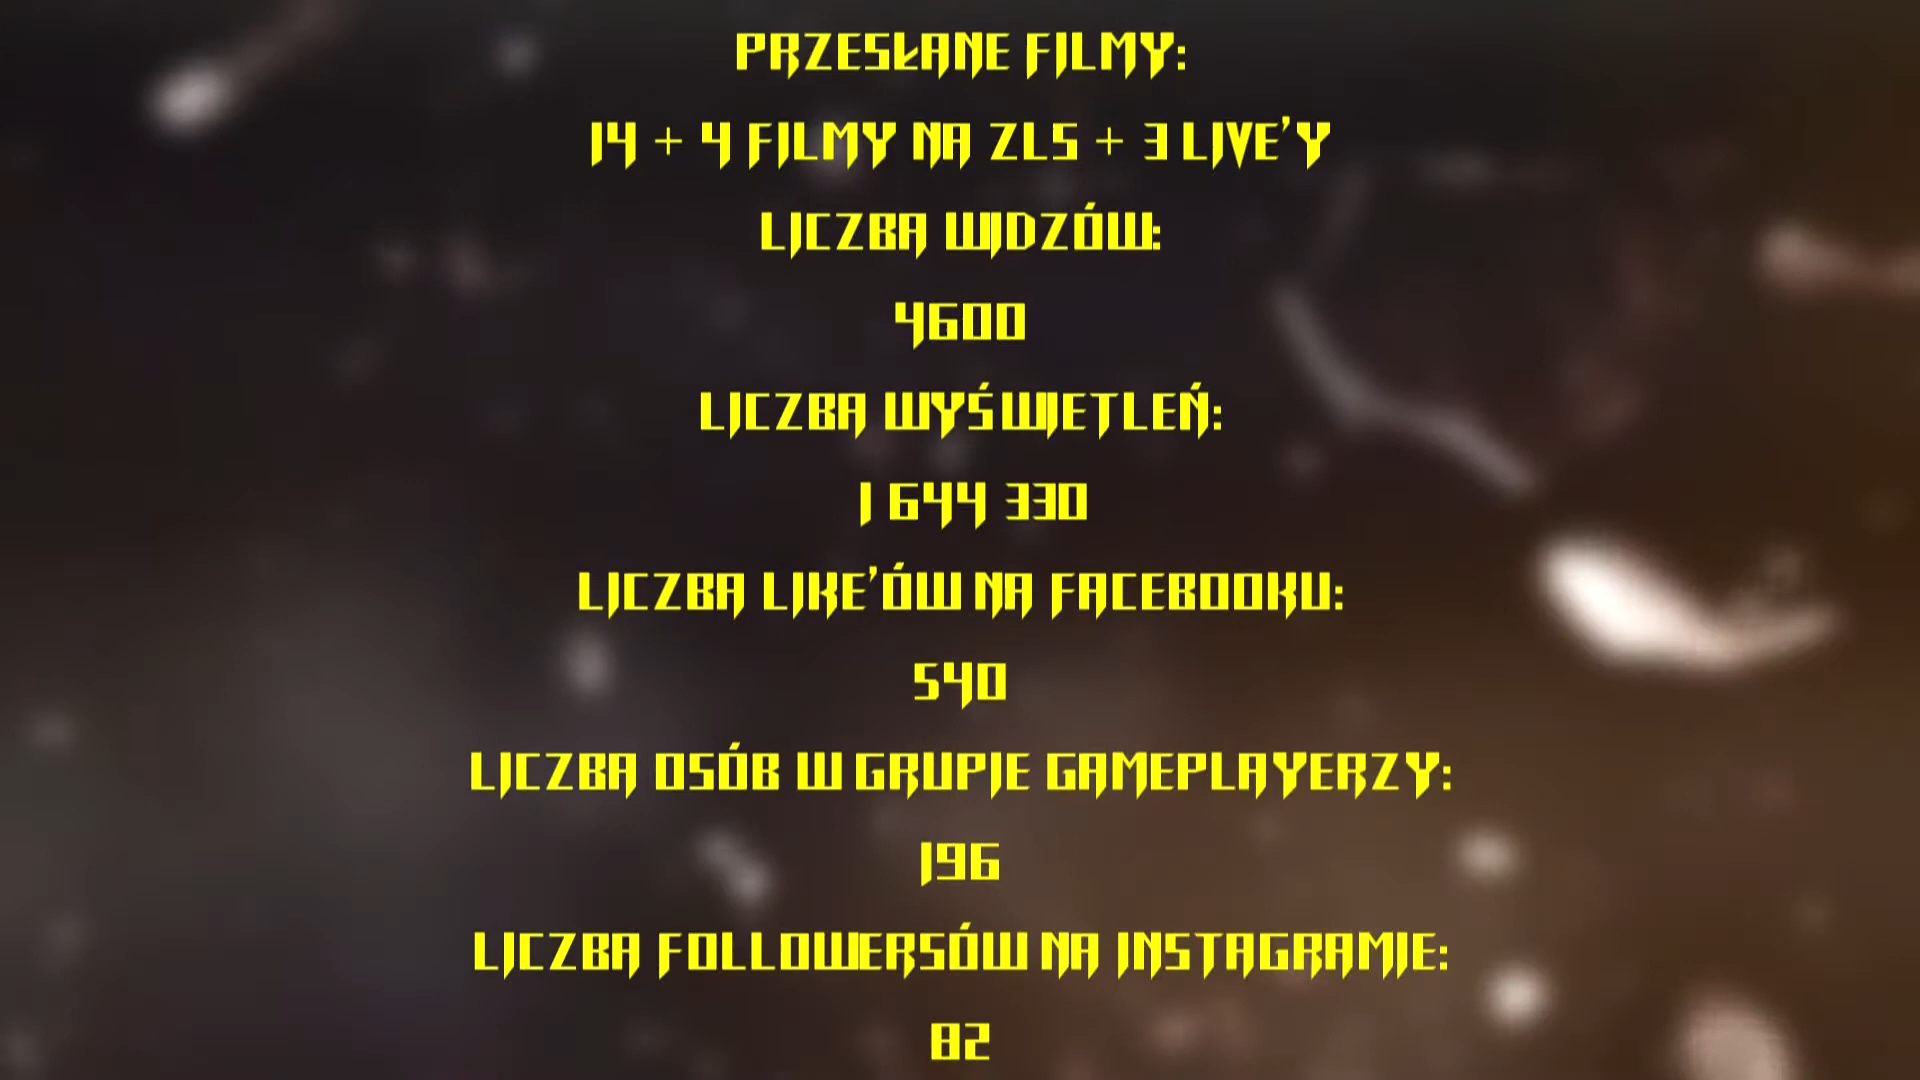 PRZESŁANE FILMY:
14 + 4 FILMY NA ZLS + 3 LIVE'Y
LICZBA WIDZÓW:
4600
LICZBA WYŚWIETLEŃ:
1 644 330
LICZBA LIKE'ÓW NA FACEBOOKU:
540
LICZBA OSÓB W GRUPIE GAMEPLAYERZY:
196
LICZBA FOLLOWERSÓW NA INSTAGRAMIE:
82